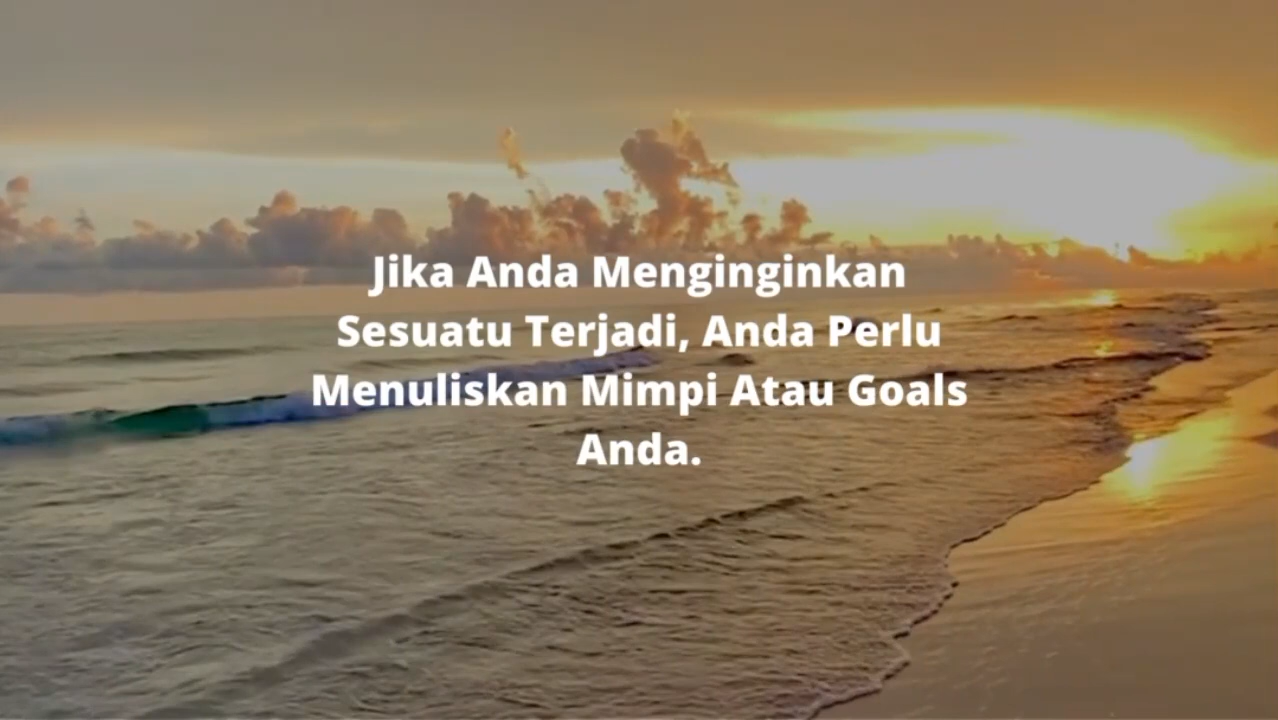 Jika Anda Menginginkan
Sesuatu Terjadi, Anda Perlu
Menuliskan Mimpi Atau Goals
Anda.